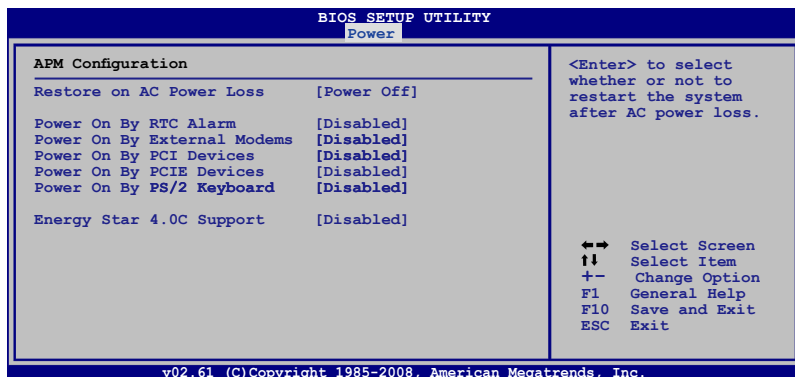 BIOS SETUP UTILITY
Power
APM Configuration
Restore on AC Power Loss [Power Off]
Power On By RTC Alarm [Disabled]
Power On By External Modems [Disabled]
Power On By PCI Devices [Disabled]
Power On By PCIE Devices [Disabled]
Power On By PS/2 Keyboard [Disabled]
Energy Star 4.0C Support [Disabled]
<Enter> to select
whether or not to
restart the system
after AC power loss.
←→ Select Screen
↑↓ Select Item
+- Change Option
F1 General Help
F10 Save and Exit
ESC Exit
v02.61 (C)Copyright 1985-2008, American Megatrends, Inc.